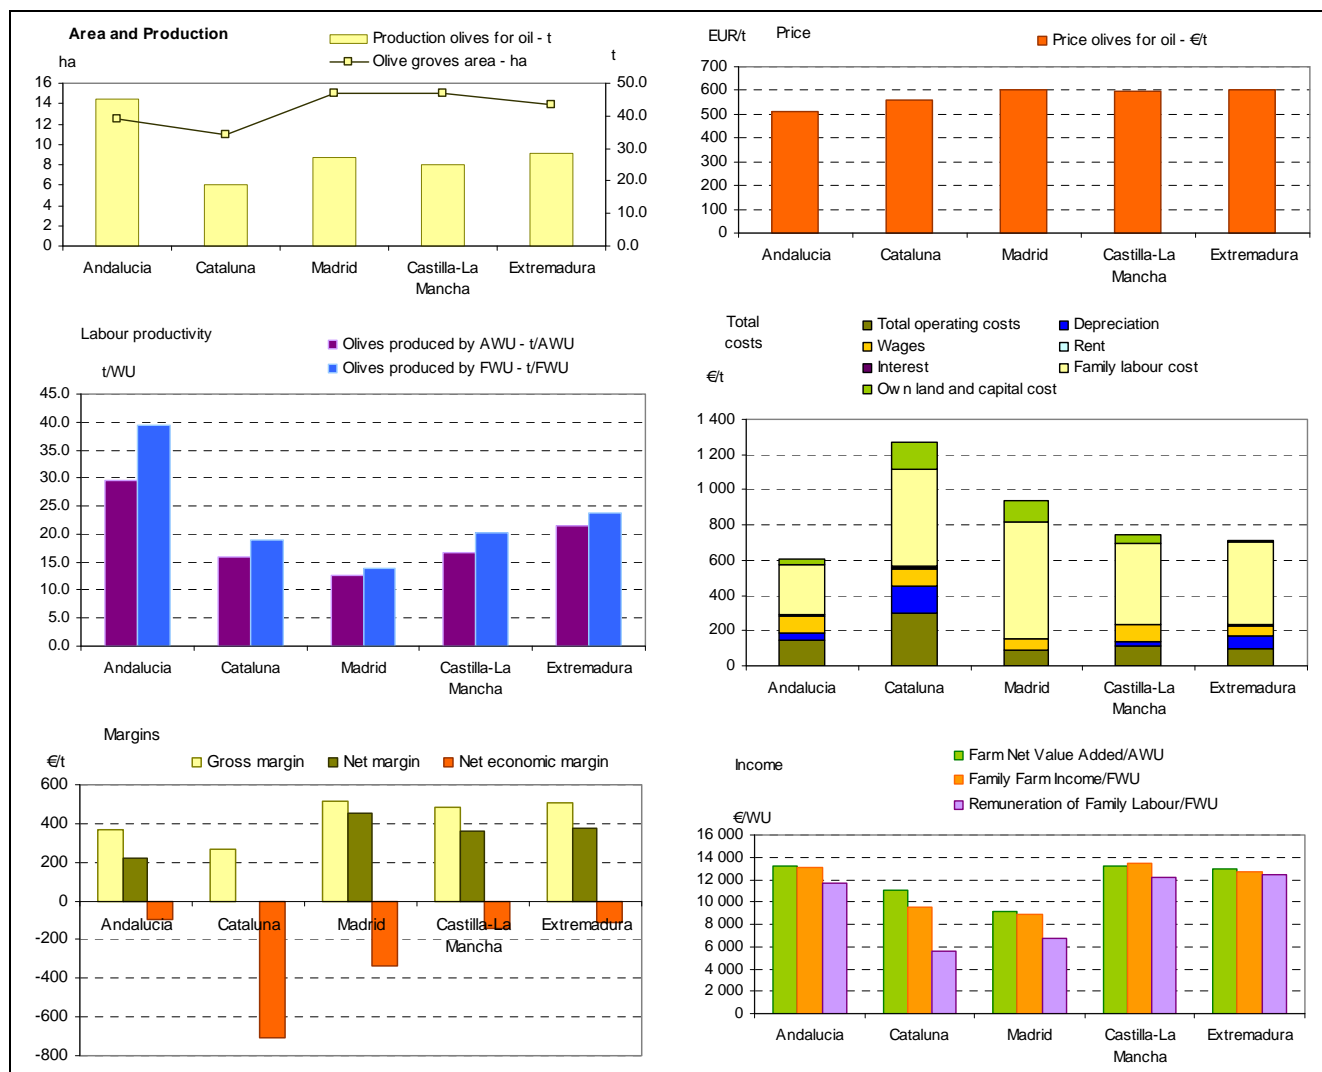 Area and Production
Production olives for oil - t
Olive groves area - ha
ha
t
16
14
12
10
8
6
4
2
0
50.0
40.0
30.0
20.0
10.0
0.0
Andalucia
Cataluna
Madrid
Castilla-La
Mancha
Extremadura
EUR/t
Price
Price olives for oil - €/t
700
600
500
400
300
200
100
0
Andalucia
Cataluna
Madrid
Castilla-La
Mancha
Extremadura
Labour productivity
Olives produced by AWU - t/AWU
Olives produced by FWU - t/FWU
t/WU
45.0
40.0
35.0
30.0
25.0
20.0
15.0
10.0
5.0
0.0
Andalucia
Cataluna
Madrid
Castilla-La
Mancha
Extremadura
Total
costs
Total operating costs
Depreciation
Wages
Rent
Interest
Family labour cost
Own land and capital cost
€/t
1 400
1 200
1 000
800
600
400
200
0
Andalucia
Cataluna
Madrid
Castilla-La
Mancha
Extremadura
Margins
€/t
Gross margin
Net margin
Net economic margin
600
400
200
0
-200
-400
-600
-800
Andalucia
Cataluna
Madrid
Castilla-La
Mancha
Extremadura
Income
Farm Net Value Added/AWU
Family Farm Income/FWU
Remuneration of Family Labour/FWU
€/WU
16 000
14 000
12 000
10 000
8 000
6 000
4 000
2 000
0
Andalucia
Cataluna
Madrid
Castilla-La
Mancha
Extremadura